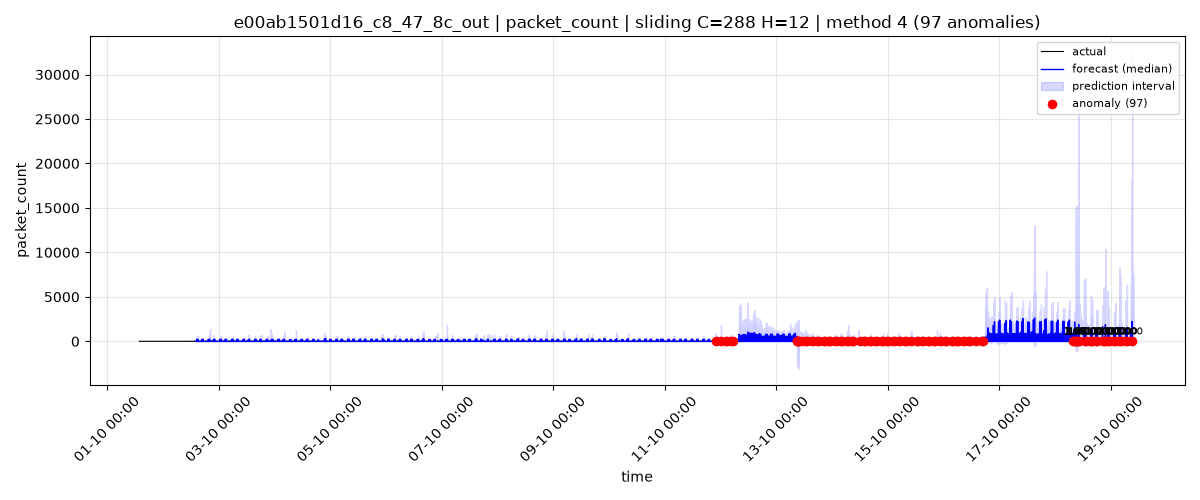 e00ab1501d16_c8_47_8c_out | packet_count | sliding C=288 H=12 | method 4 (97 anomalies)
actual
forecast (median)
prediction interval
anomaly (97)
packet_count
30000
25000
20000
15000
10000
5000
0
01-10 00:00
03-10 00:00
05-10 00:00
07-10 00:00
09-10 00:00
11-10 00:00
13-10 00:00
15-10 00:00
17-10 00:00
19-10 00:00
time